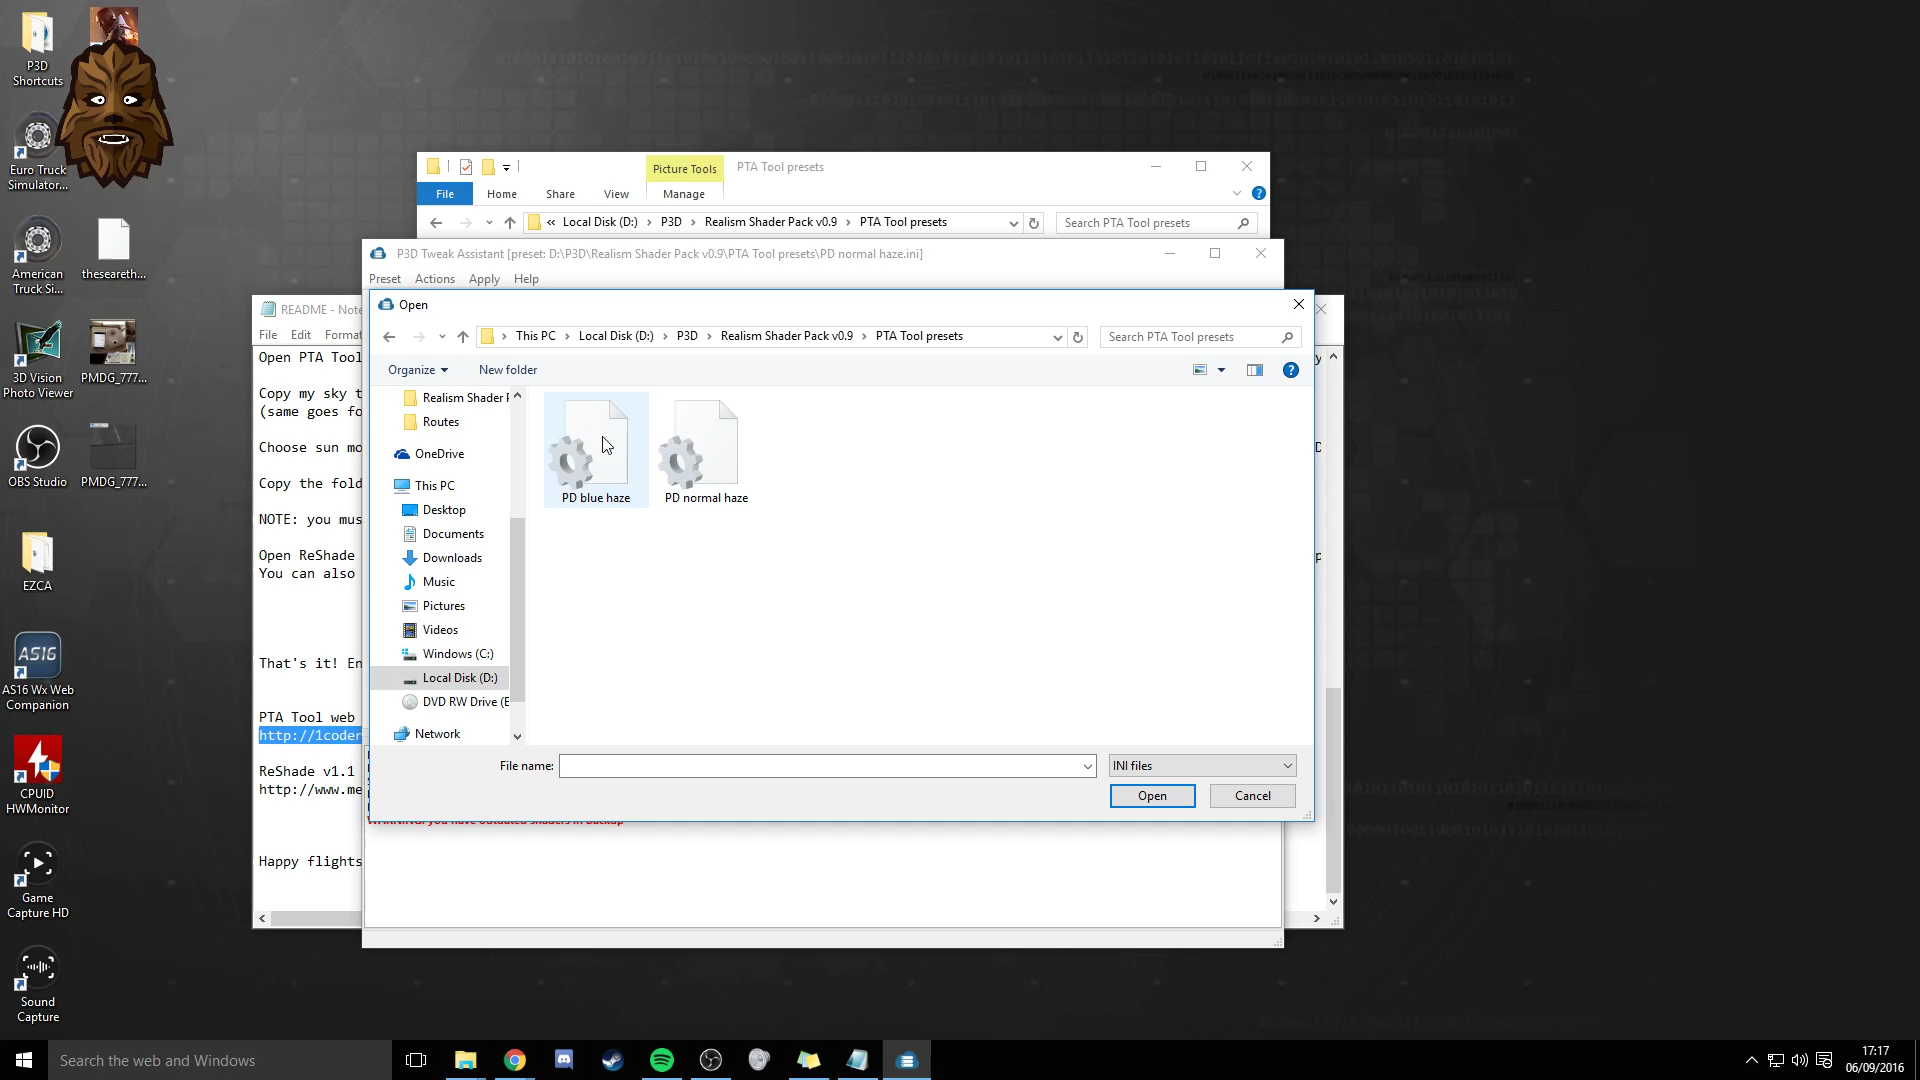 P3D
Shortcuts
Euro Truck
Simulator...
American
Truck Si...
theseareth...
3D Vision
Photo Viewer
PMDG_777...
OBS Studio
PMDG_777...
EZCA
AS16
AS16 Wx Web
Companion
CPUID
HWMonitor
Game
Capture HD
Sound
Capture
Picture Tools
PTA Tool presets
File
Home
Share
View
Manage
« Local Disk (D:) > P3D > Realism Shader Pack v0.9 > PTA Tool presets
Search PTA Tool presets
P3D Tweak Assistant [preset: D:\P3D\Realism Shader Pack v0.9\PTA Tool presets\PD normal haze.ini]
Preset
Actions
Apply
Help
README - Note
File
Edit
Format
Open PTA Tool
Copy my sky t
(same goes fo
Choose sun mo
Copy the fold
NOTE: you mus
Open ReShade
You can also
That's it! En
PTA Tool web
http://1coder
ReShade v1.1
http://www.me
Happy flights
Open
This PC > Local Disk (D:) > P3D > Realism Shader Pack v0.9 > PTA Tool presets
Search PTA Tool presets
Organize
New folder
Realism Shader P
Routes
OneDrive
This PC
Desktop
Documents
Downloads
Music
Pictures
Videos
Windows (C:)
Local Disk (D:)
DVD RW Drive (E
Network
PD blue haze
PD normal haze
File name:
INI files
Open
Cancel
Search the web and Windows
17:17
06/09/2016